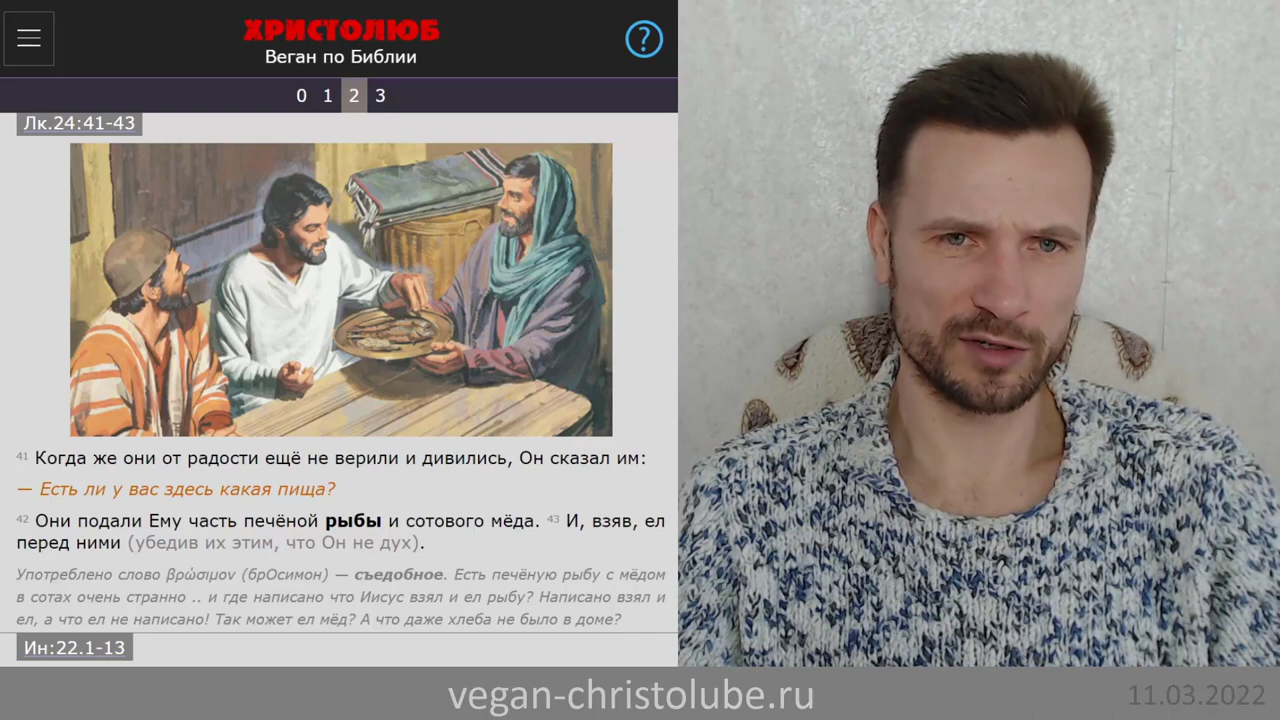 ХРИСТОЛЮБ
Веган по Библии
?
0 1 2 3
Лк.24:41-43
41 Когда же они от радости ещё не верили и дивились, Он сказал им:
— Есть ли у вас здесь какая пища?
42 Они подали Ему часть печёной рыбы и сотового мёда. 43 И, взяв, ел
перед ними (убедив их этим, что Он не дух).
Употреблено слово βρώσιμον (брОсимон) — съедобное. Есть печёную рыбу с мёдом
в сотах очень странно .. и где написано что Иисус взял и ел рыбу? Написано взял и
ел, а что ел не написано! Так может ел мёд? А что даже хлеба не было в доме?
Ин:22.1-13
vegan-christolube.ru
11.03.2022